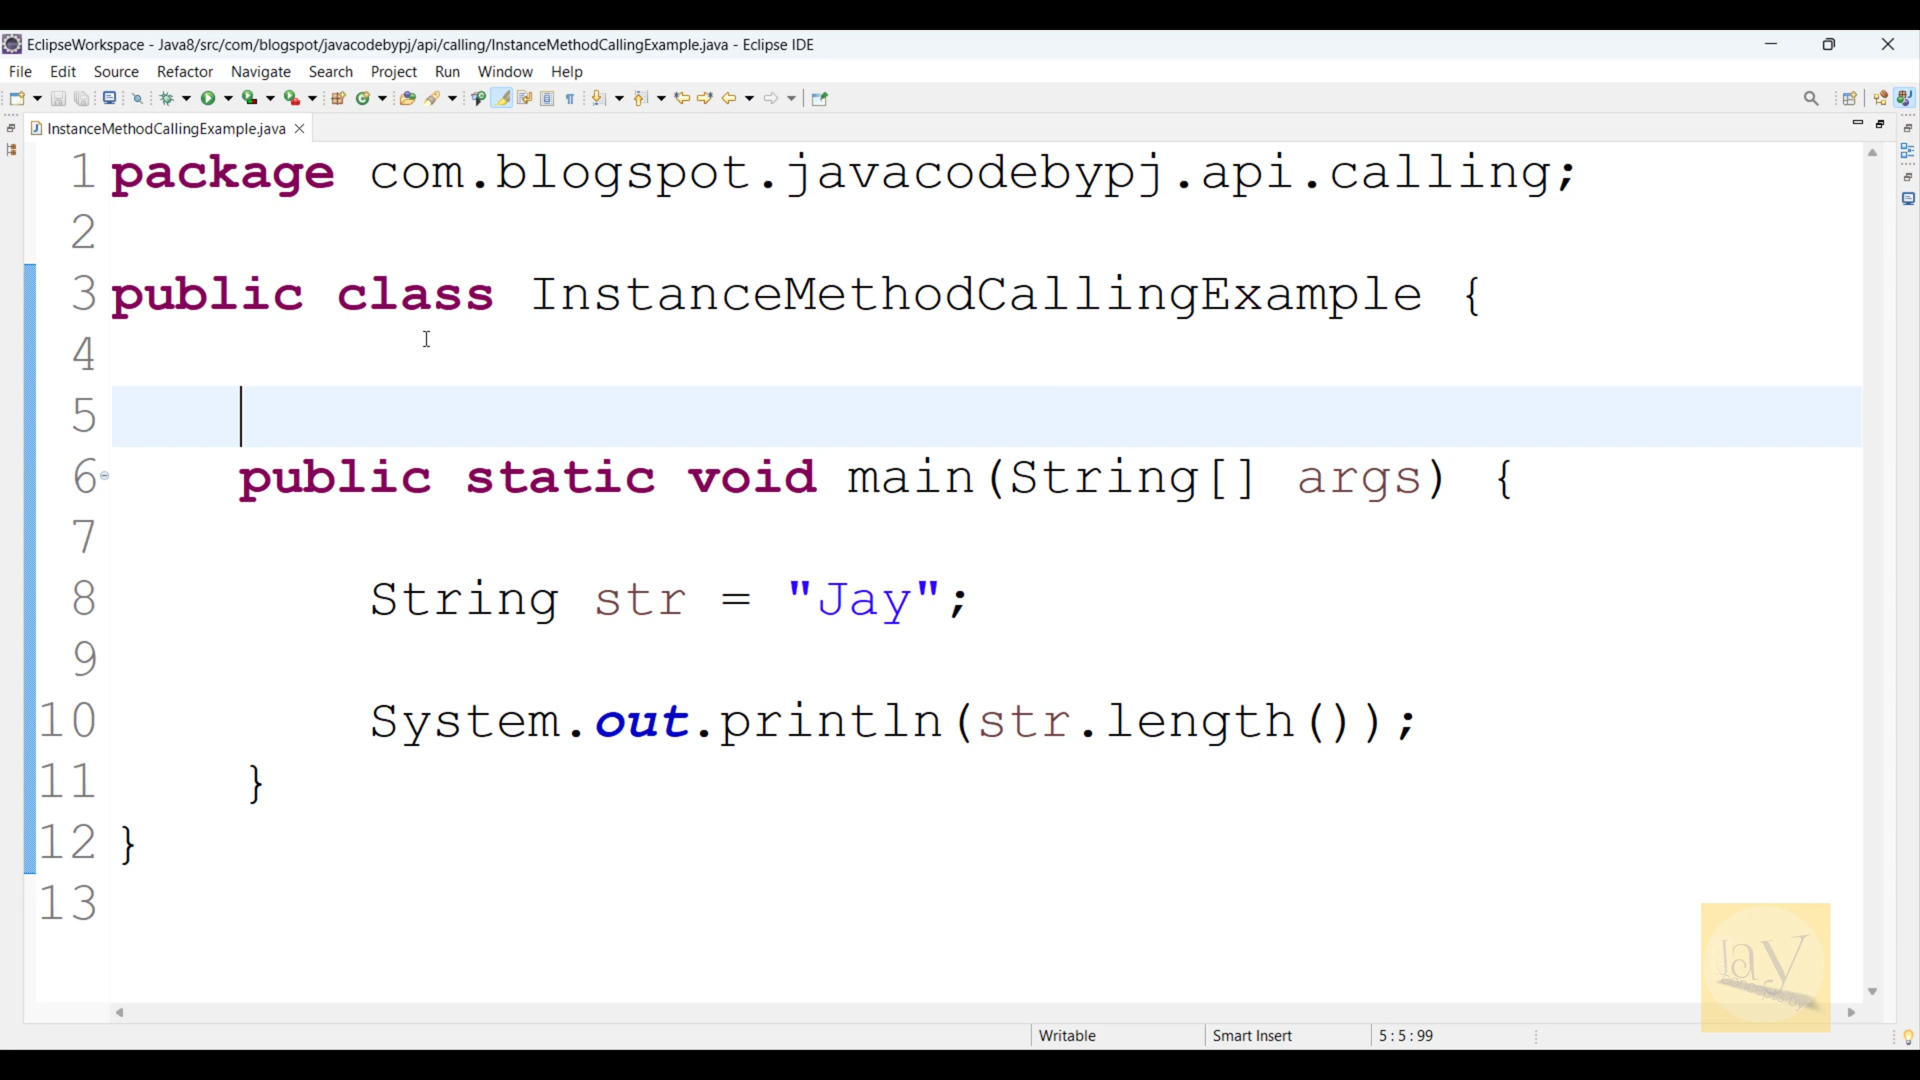 EclipseWorkspace - Java8/src/com/blogspot/javacodebypj/api/calling/InstanceMethodCallingExample.java - Eclipse IDE
File Edit Source Refactor Navigate Search Project Run Window Help
InstanceMethodCallingExample.java
1 package com.blogspot.javacodebypj.api.calling;
2
3 public class InstanceMethodCallingExample {
4
5
6 public static void main(String[] args) {
7
8 String str = "Jay";
9
10 System.out.println(str.length());
11 }
12 }
13
Jay
concepts by
Writable Smart Insert 5 : 5 : 99